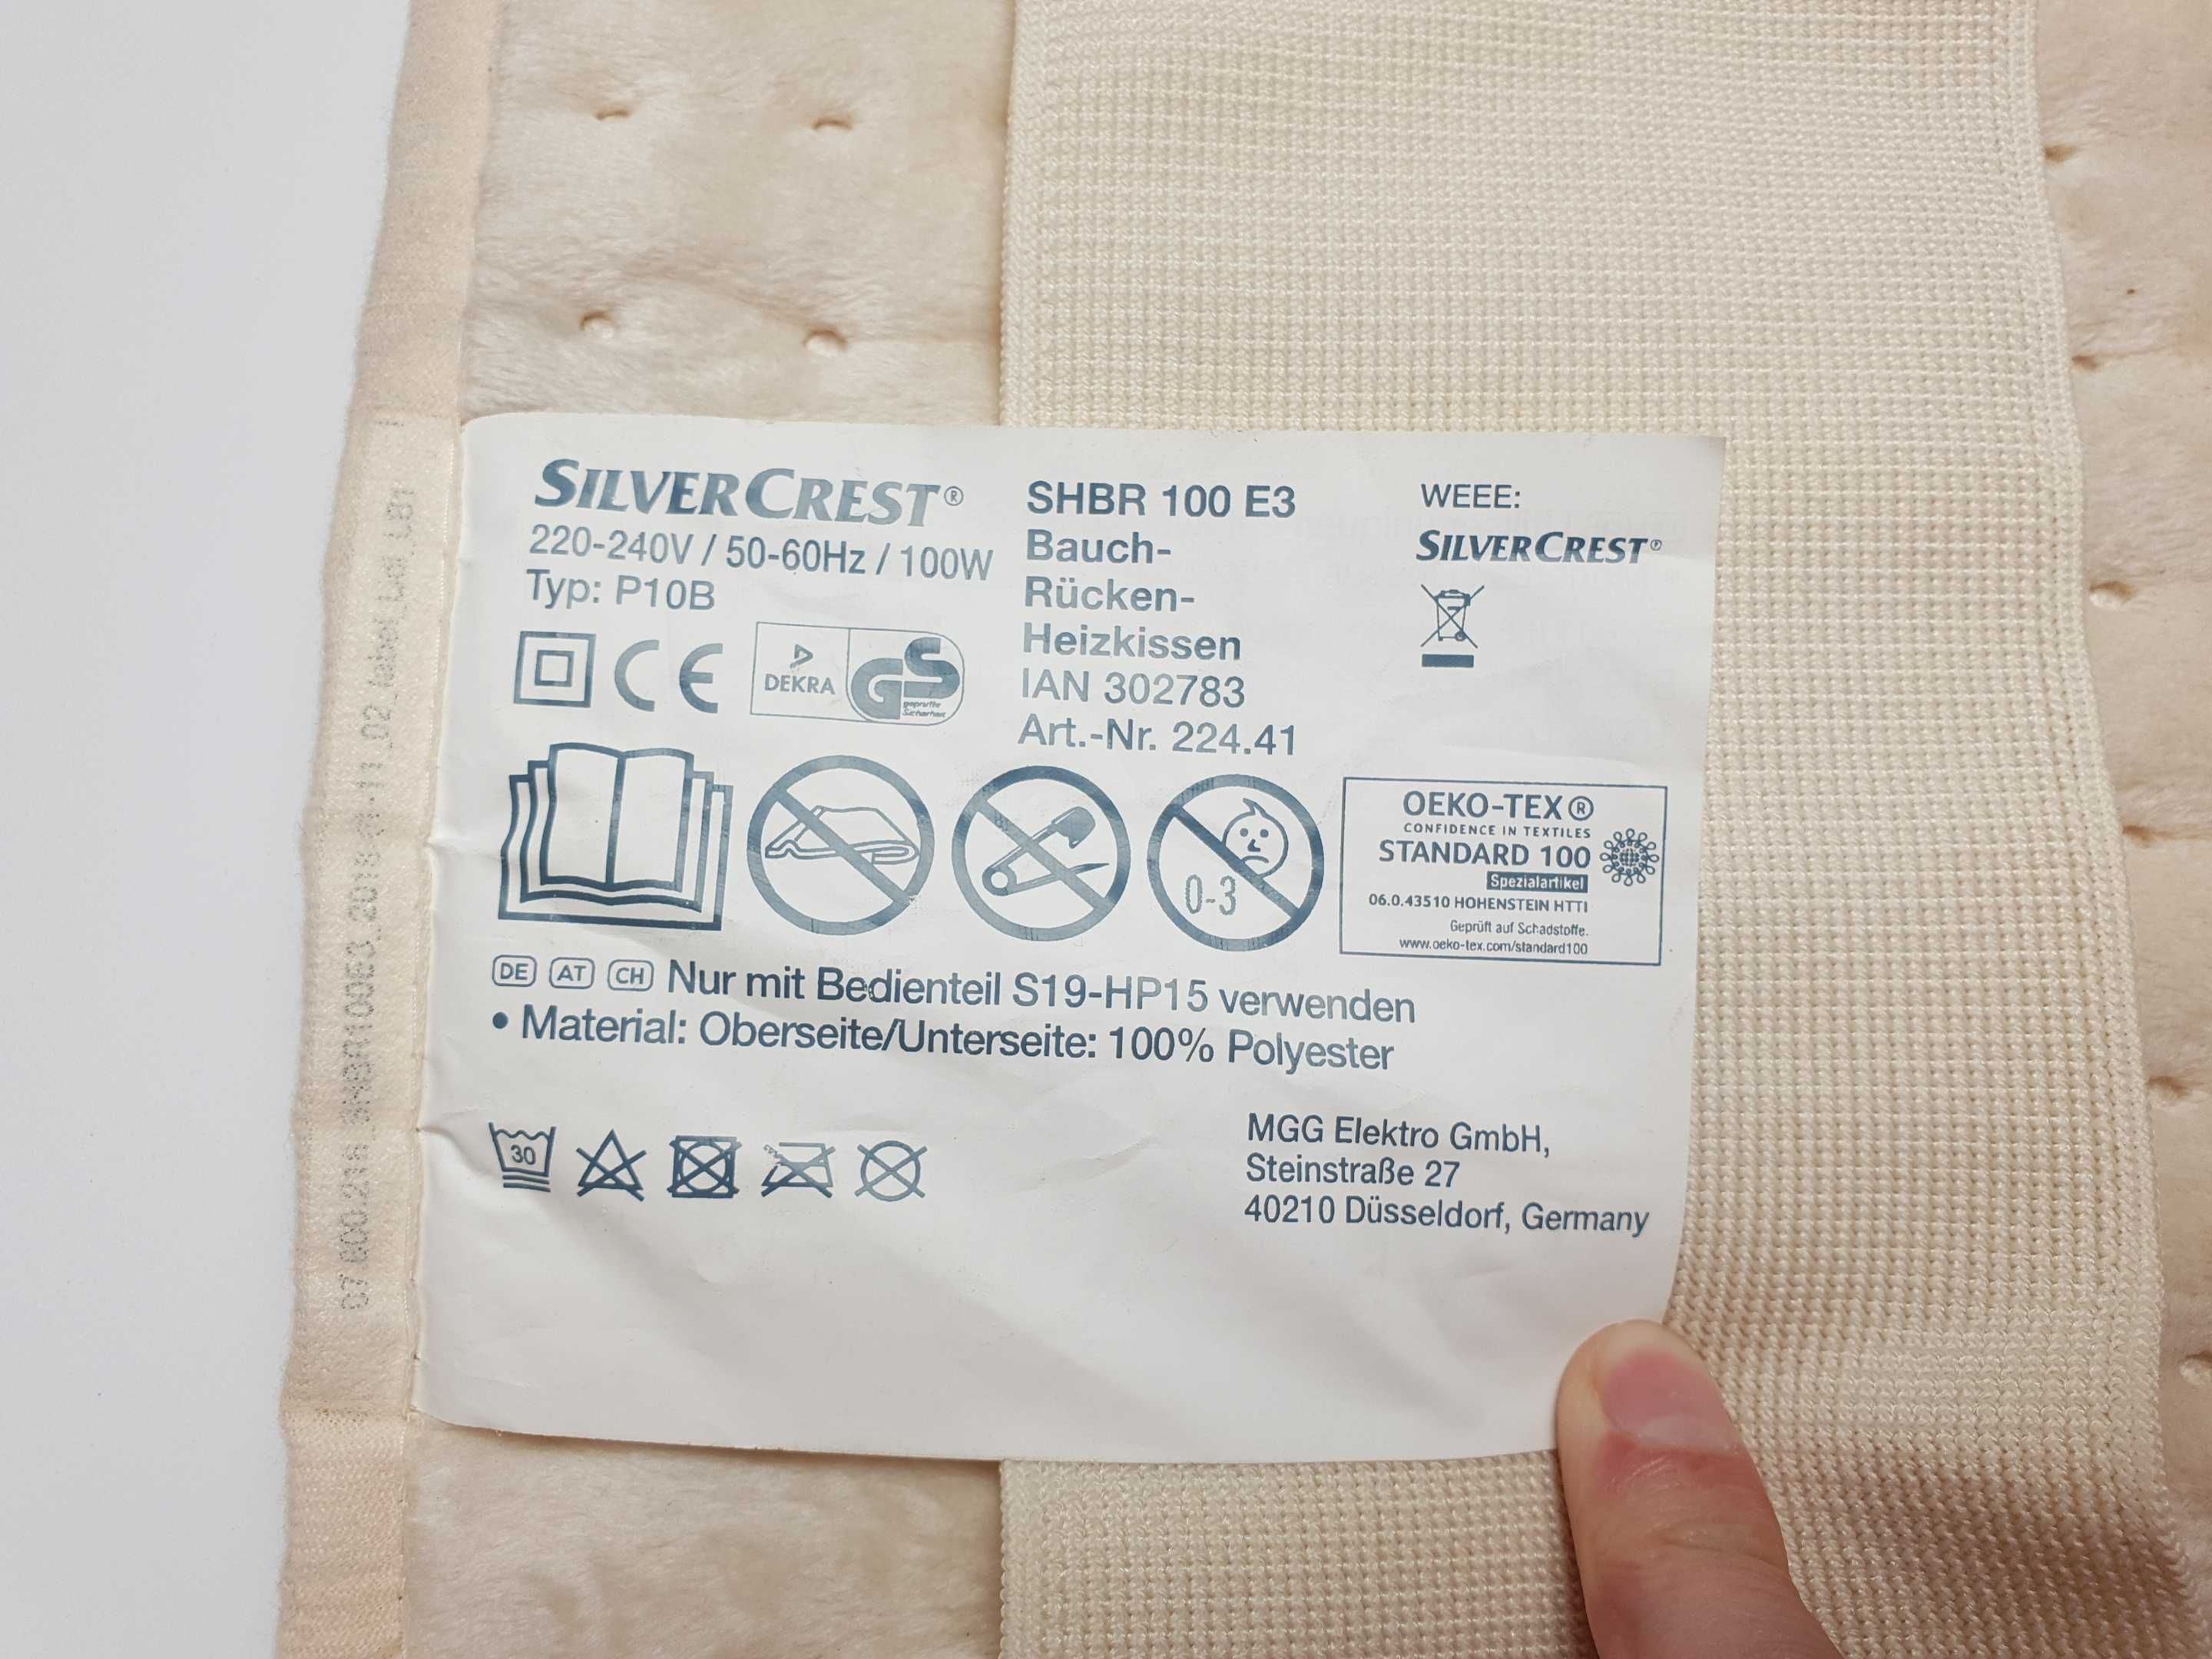 SILVERCREST®
220-240V / 50-60Hz / 100W
Typ: P10B
CE
DEKRA
GS
geprüfte
Sicherheit
SHBR 100 E3
Bauch-
Rücken-
Heizkissen
IAN 302783
Art.-Nr. 224.41
WEEE:
SILVERCREST®
0-3
OEKO-TEX®
CONFIDENCE IN TEXTILES
STANDARD 100
Spezialartikel
06.0.43510 HOHENSTEIN HTTI
Geprüft auf Schadstoffe.
www.oeko-tex.com/standard100
DE AT CH Nur mit Bedienteil S19-HP15 verwenden
• Material: Oberseite/Unterseite: 100% Polyester
30
MGG Elektro GmbH,
Steinstraße 27
40210 Düsseldorf, Germany